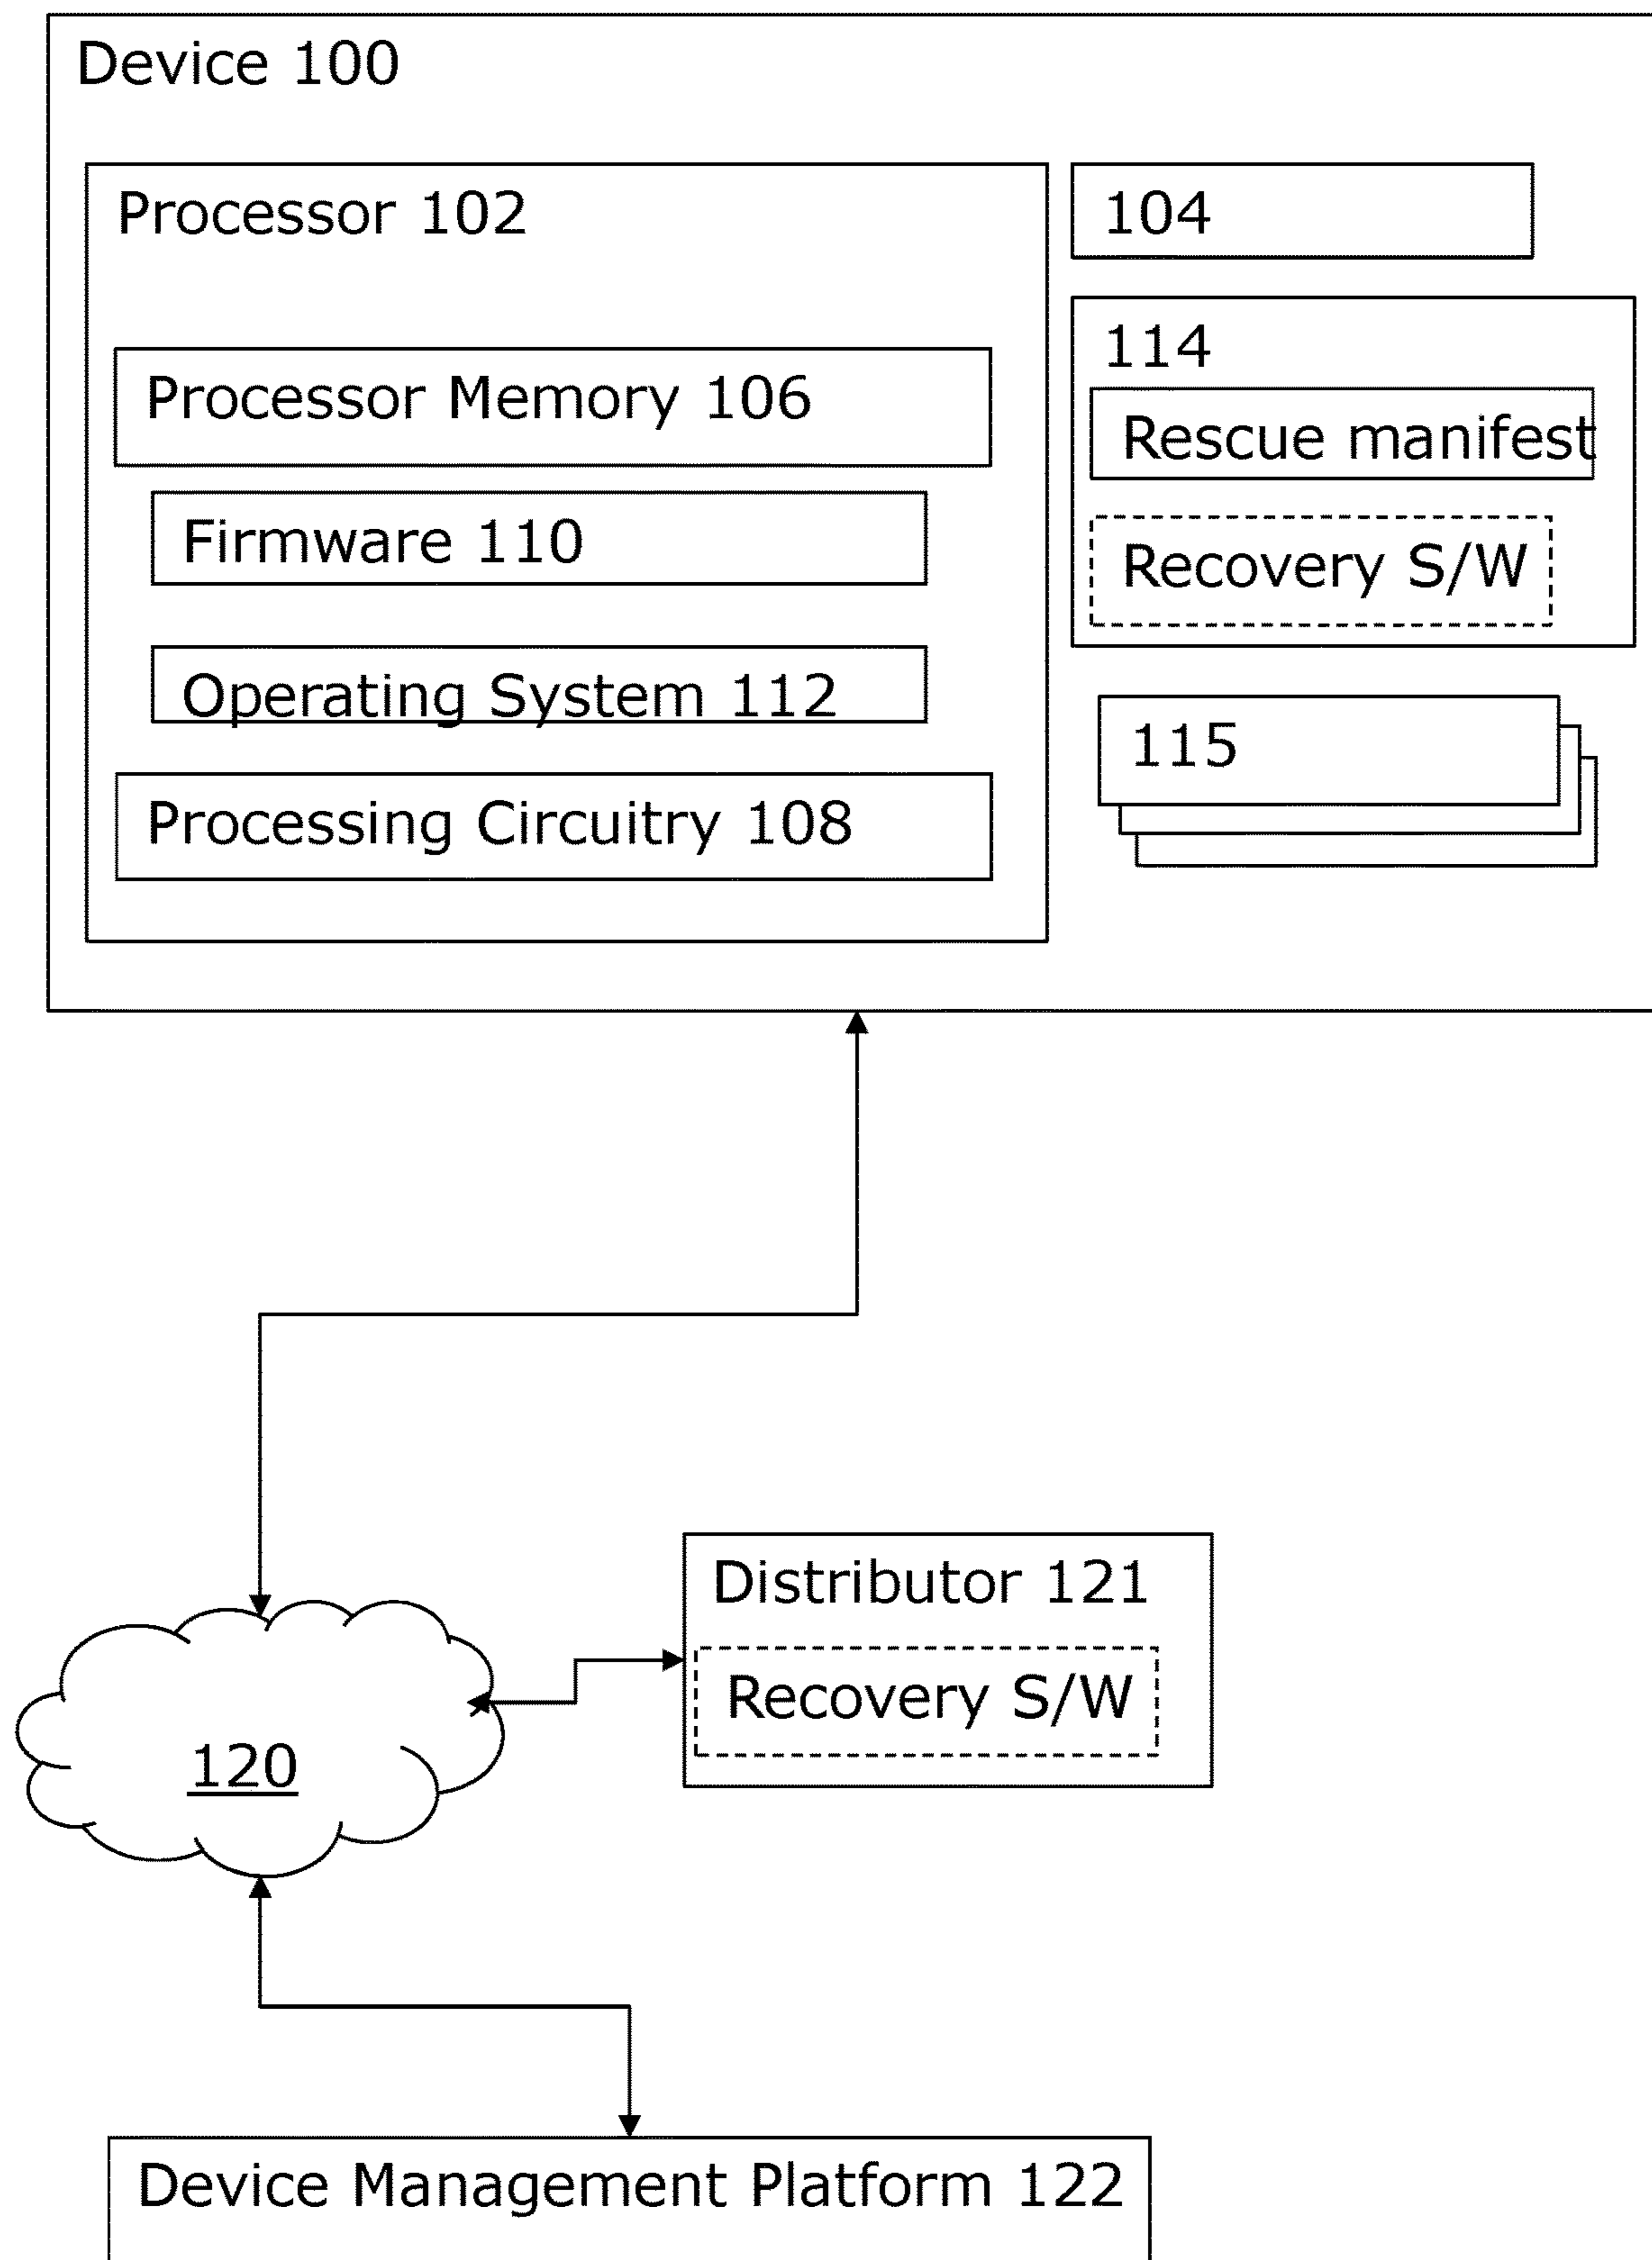 Device 100
Processor 102
Processor Memory 106
Firmware 110
Operating System 112
Processing Circuitry 108
104
114
Rescue manifest
Recovery S/W
115
Distributor 121
Recovery S/W
120
Device Management Platform 122